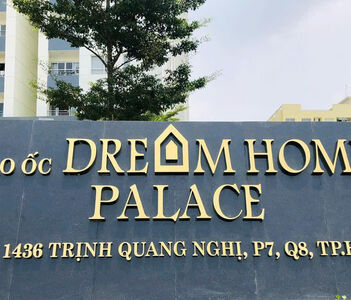 O ỐC DREAM HOM
PALACE
1436 TRỊNH QUANG NGHỊ, P7, Q8, TP.